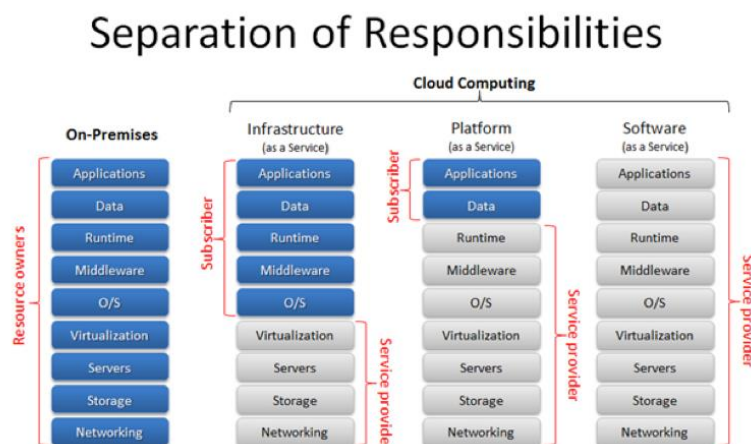 Separation of Responsibilities
Cloud Computing
On-Premises
Resource owners
Applications
Data
Runtime
Middleware
O/S
Virtualization
Servers
Storage
Networking
Infrastructure
(as a Service)
Subscriber
Applications
Data
Runtime
Middleware
O/S
Virtualization
Servers
Storage
Networking
Service provide
Platform
(as a Service)
Subscriber
Applications
Data
Runtime
Middleware
O/S
Virtualization
Servers
Storage
Networking
Service provider
Software
(as a Service)
Applications
Data
Runtime
Middleware
O/S
Virtualization
Servers
Storage
Networking
Service provider